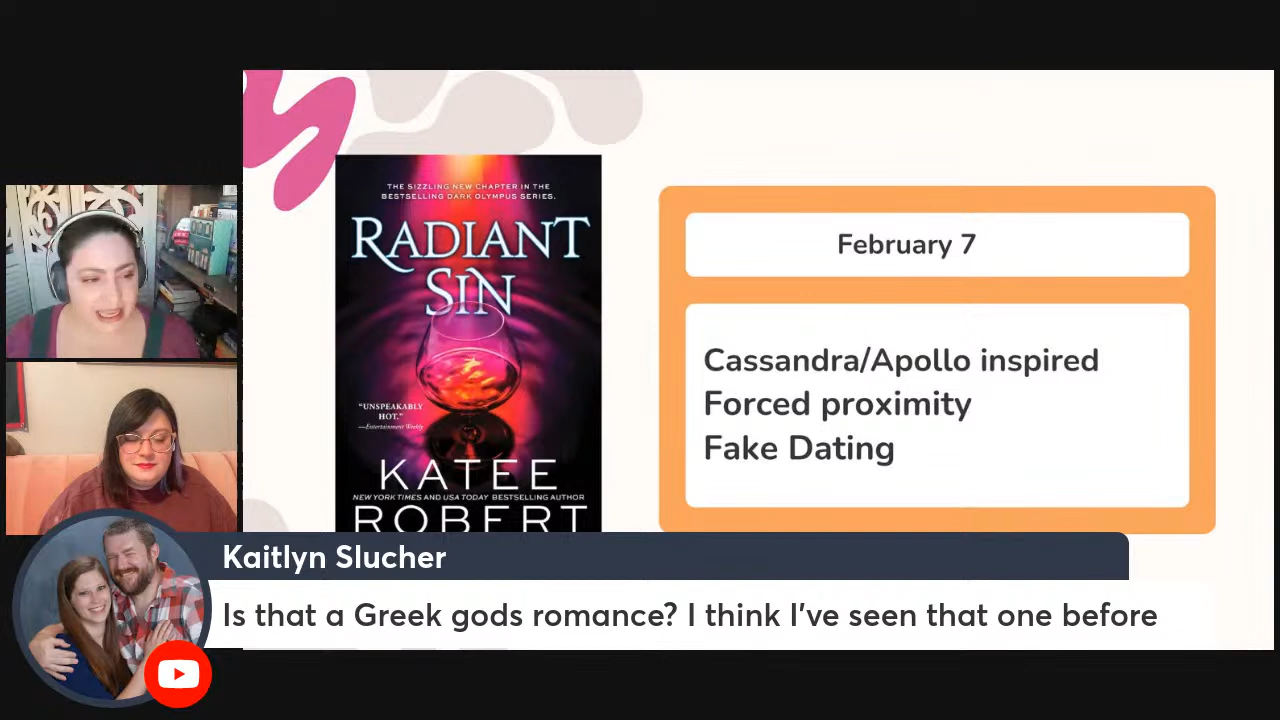 THE SIZZLING NEW CHAPTER IN THE
BESTSELLING DARK OLYMPUS SERIES.
RADIANT
SIN
“UNSPEAKABLY
HOT.”
—Entertainment Weekly
KATEE
NEW YORK TIMES AND USA TODAY BESTSELLING AUTHOR
ROBERT
February 7
Cassandra/Apollo inspired
Forced proximity
Fake Dating
Kaitlyn Slucher
Is that a Greek gods romance? I think I've seen that one before